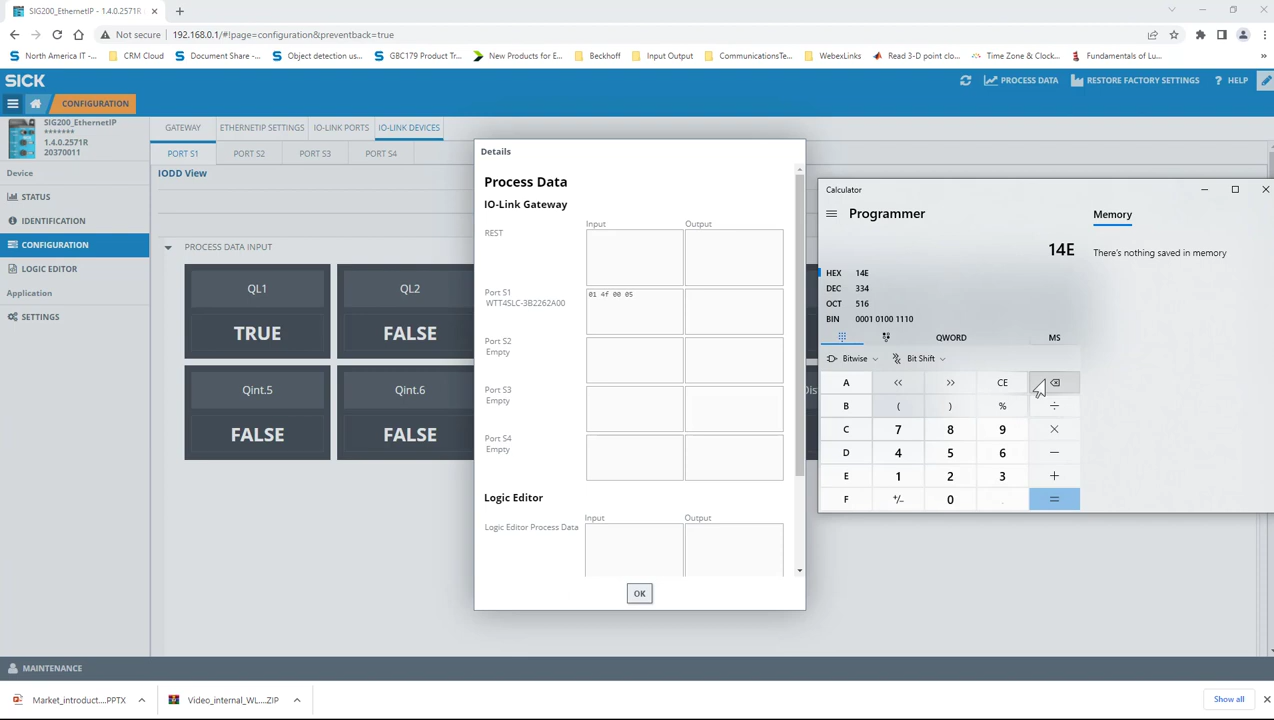 SIG200_EthernetIP - 1.4.0.2571R
Not secure 192.168.0.1/#!page=configuration&preventback=true
North America IT -... CRM Cloud Document Share -... Object detection us... GBC179 Product Tr... New Products for E... Beckhoff Input Output CommunicationsTe... WebexLinks Read 3-D point clo... Time Zone & Clock... Fundamentals of Lu... »
SICK PROCESS DATA RESTORE FACTORY SETTINGS ? HELP
CONFIGURATION
SIG200_EthernetIP
*******
1.4.0.2571R
20370011
Device
STATUS
IDENTIFICATION
CONFIGURATION
LOGIC EDITOR
Application
SETTINGS
GATEWAY ETHERNETIP SETTINGS IO-LINK PORTS IO-LINK DEVICES
PORT S1 PORT S2 PORT S3 PORT S4
IODD View
PROCESS DATA INPUT
QL1 QL2
TRUE FALSE
Qint.5 Qint.6
FALSE FALSE
Details
Process Data
IO-Link Gateway
Input Output
REST
Port S1
WTT4SLC-3B2262A00
01 4f 00 05
Port S2
Empty
Port S3
Empty
Port S4
Empty
Logic Editor
Input Output
Logic Editor Process Data
OK
Calculator
Programmer
14E
HEX 14E
DEC 334
OCT 516
BIN 0001 0100 1110
QWORD MS
Bitwise Bit Shift
A << >> CE
B ( ) % ÷
C 7 8 9 ×
D 4 5 6 −
E 1 2 3 +
F +/− 0 . =
Memory
There's nothing saved in memory
MAINTENANCE
Market_introduct....PPTX Video_internal_WL....ZIP Show all